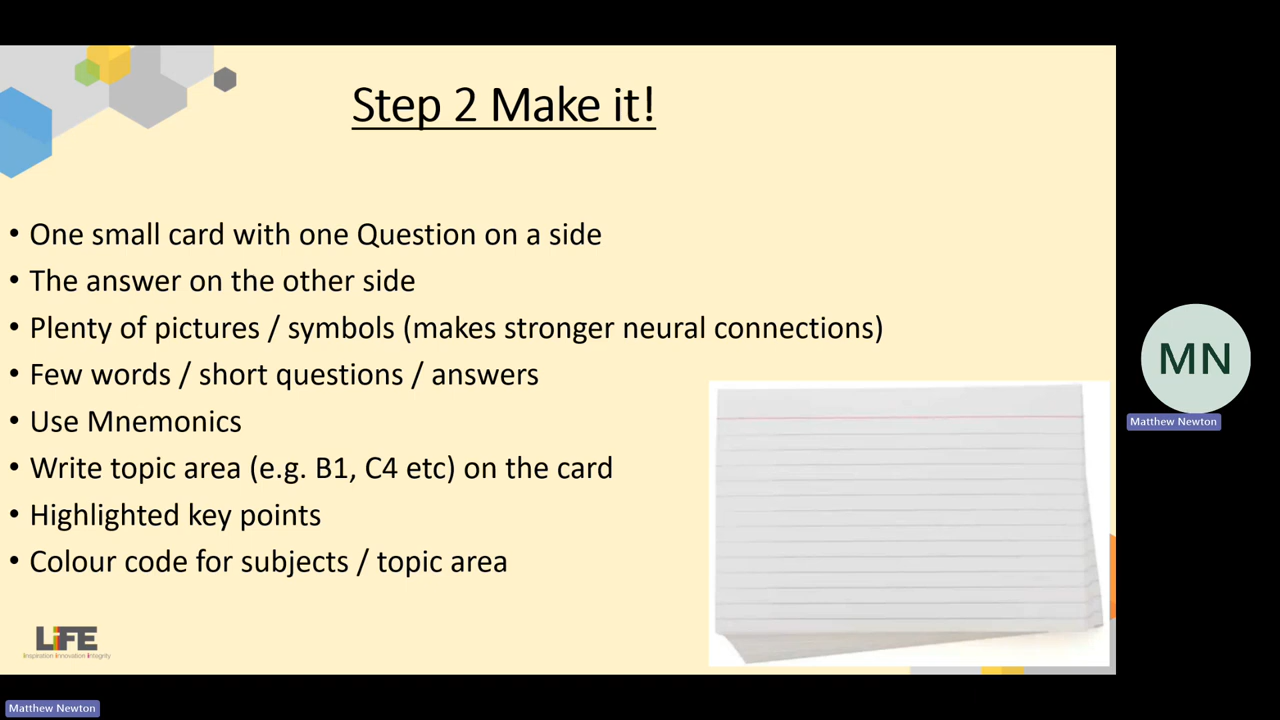 Step 2 Make it!
• One small card with one Question on a side
• The answer on the other side
• Plenty of pictures / symbols (makes stronger neural connections)
• Few words / short questions / answers
• Use Mnemonics
• Write topic area (e.g. B1, C4 etc) on the card
• Highlighted key points
• Colour code for subjects / topic area
LiFE
Inspiration Innovation Integrity
MN
Matthew Newton
Matthew Newton